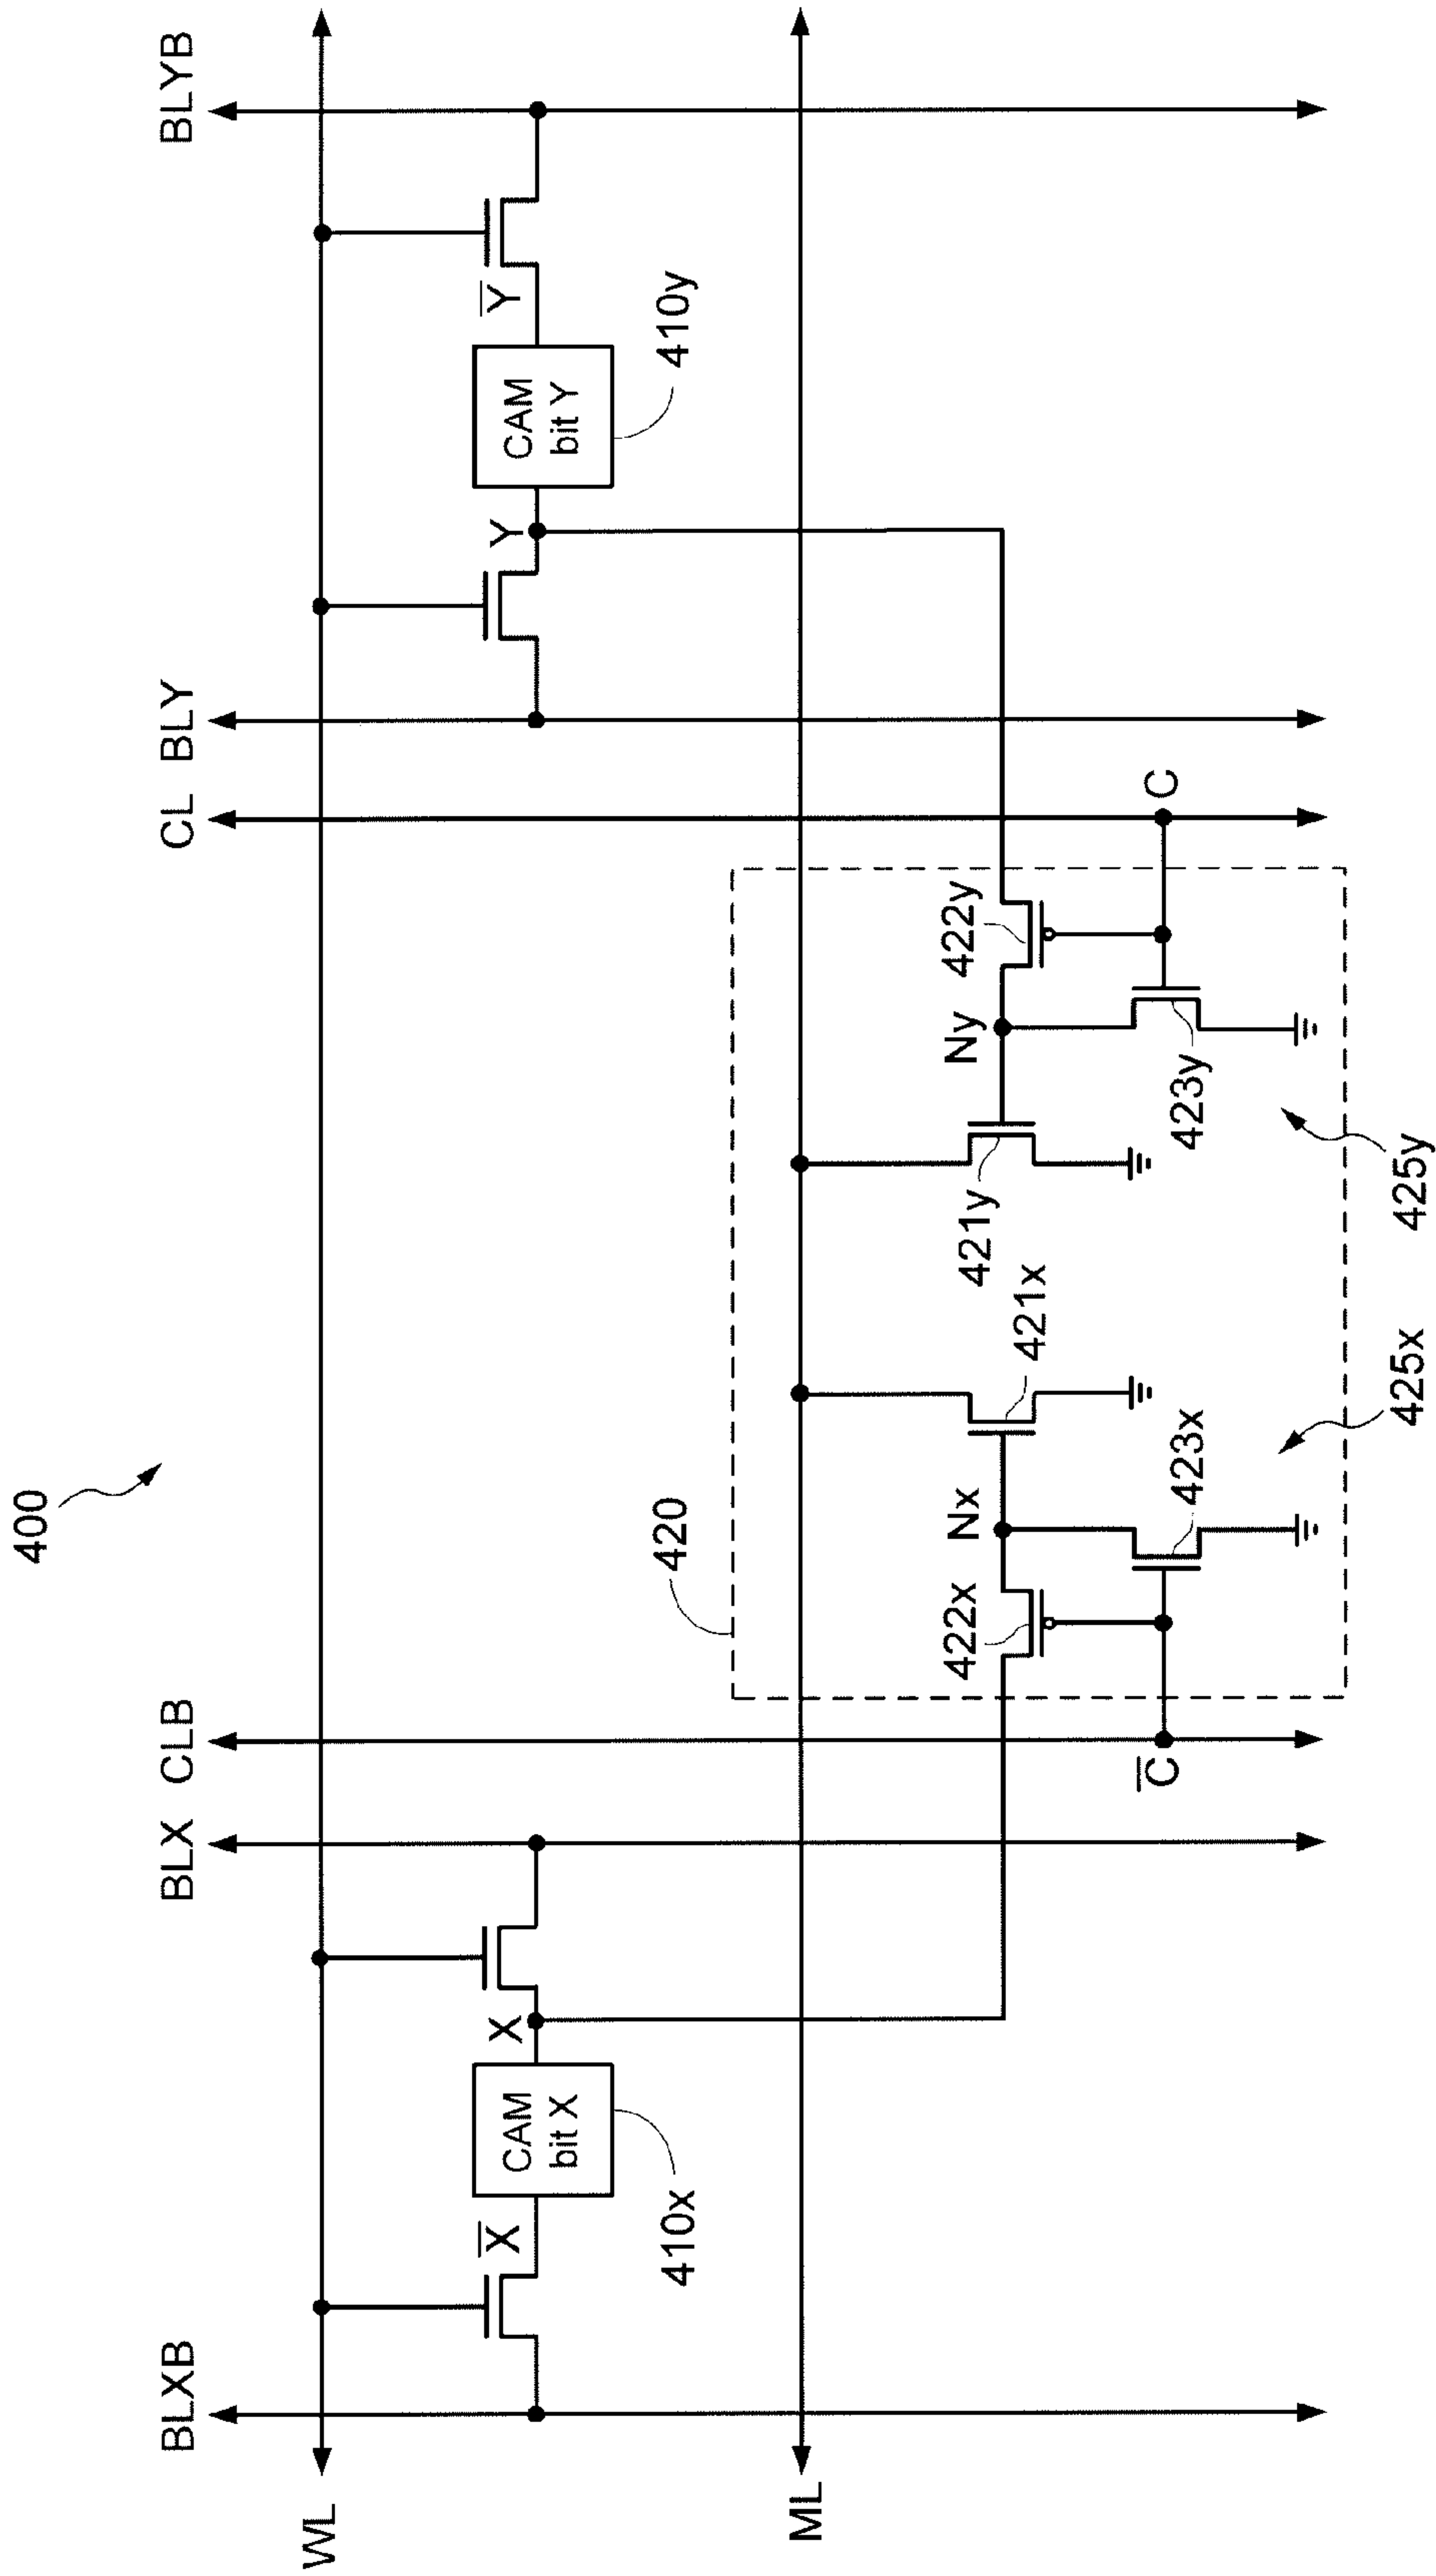 400
BLXB
BLX
CLB
CL
BLY
BLYB
WL
X̅
CAM
bit X
X
410x
Y
CAM
bit Y
Y̅
410y
ML
420
422x
Nx
421x
423x
425x
C̅
421y
Ny
422y
423y
425y
C